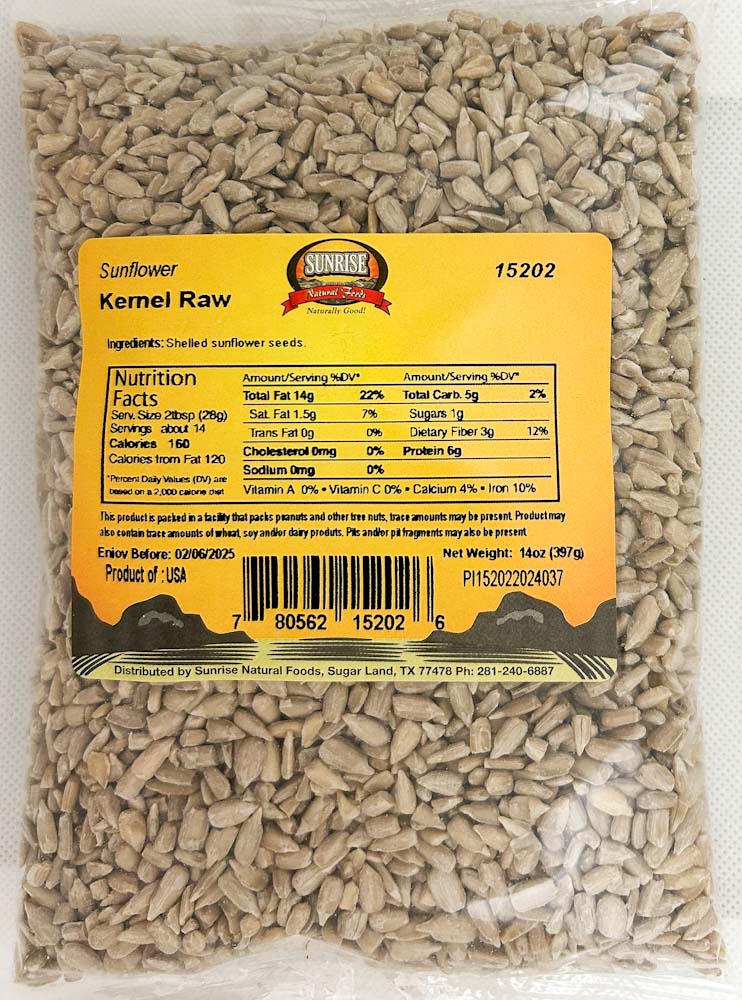 Sunflower
Kernel Raw
SUNRISE
Natural Foods
Naturally Good!
15202
Ingredients: Shelled sunflower seeds.
Nutrition
Facts
Serv. Size 2tbsp (28g)
Servings about 14
Calories 160
Calories from Fat 120
*Percent Daily Values (DV) are
based on a 2,000 calorie diet
Amount/Serving %DV*
Total Fat 14g 22%
Sat. Fat 1.5g 7%
Trans Fat 0g 0%
Cholesterol 0mg 0%
Sodium 0mg 0%
Amount/Serving %DV*
Total Carb. 5g 2%
Sugars 1g
Dietary Fiber 3g 12%
Protein 6g
Vitamin A 0% • Vitamin C 0% • Calcium 4% • Iron 10%
This product is packed in a facility that packs peanuts and other tree nuts, trace amounts may be present. Product may
also contain trace amounts of wheat, soy and/or dairy products. Pits and/or pit fragments may also be present
Enjoy Before: 02/06/2025
Net Weight: 14oz (397g)
Product of : USA
PI152022024037
7 80562 15202 6
Distributed by Sunrise Natural Foods, Sugar Land, TX 77478 Ph: 281-240-6887